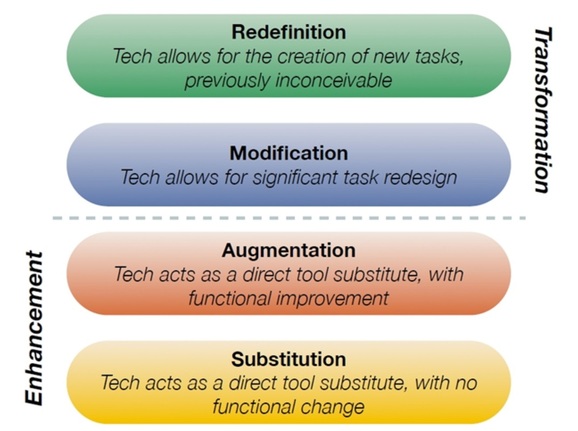 Redefinition
Tech allows for the creation of new tasks,
previously inconceivable
Transformation
Modification
Tech allows for significant task redesign
Enhancement
Augmentation
Tech acts as a direct tool substitute, with
functional improvement
Substitution
Tech acts as a direct tool substitute, with no
functional change